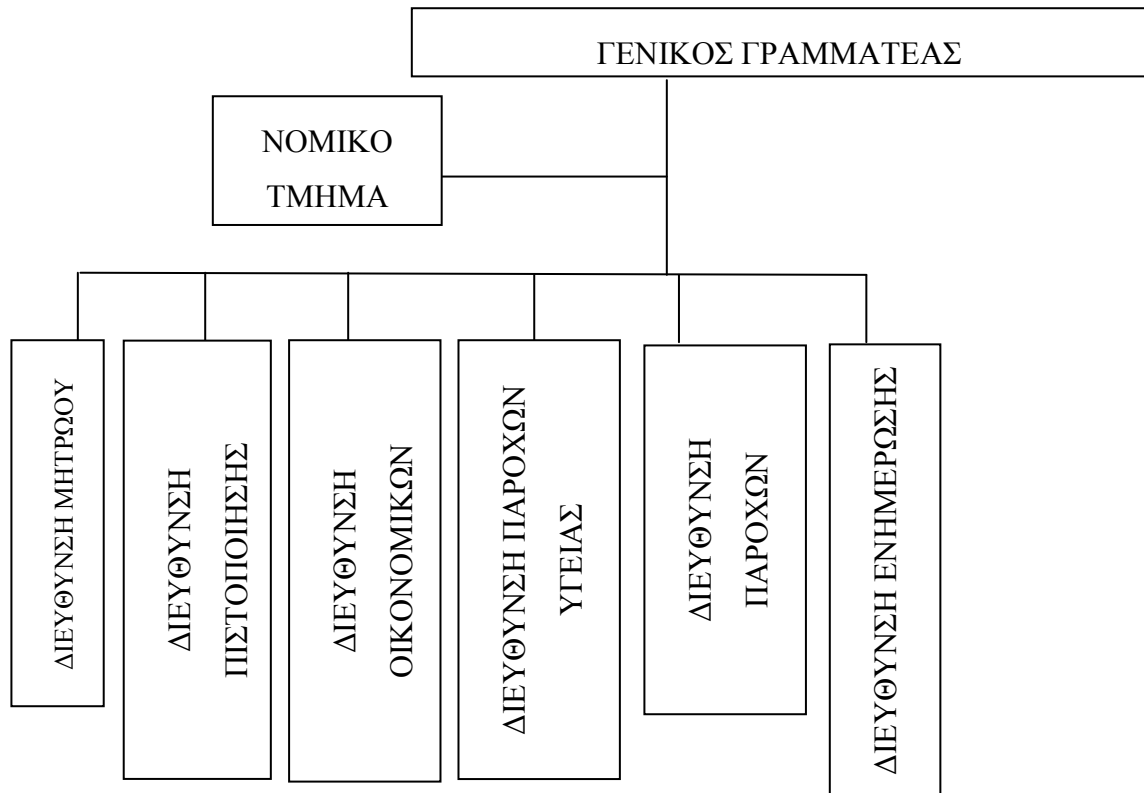 ΓΕΝΙΚΟΣ ΓΡΑΜΜΑΤΕΑΣ
ΝΟΜΙΚΟ
ΤΜΗΜΑ
ΔΙΕΥΘΥΝΣΗ ΜΗΤΡΩΟΥ
ΔΙΕΥΘΥΝΣΗ
ΠΙΣΤΟΠΟΙΗΣΗΣ
ΔΙΕΥΘΥΝΣΗ
ΟΙΚΟΝΟΜΙΚΩΝ
ΔΙΕΥΘΥΝΣΗ ΠΑΡΟΧΩΝ
ΥΓΕΙΑΣ
ΔΙΕΥΘΥΝΣΗ
ΠΑΡΟΧΩΝ
ΔΙΕΥΘΥΝΣΗ ΕΝΗΜΕΡΩΣΗΣ